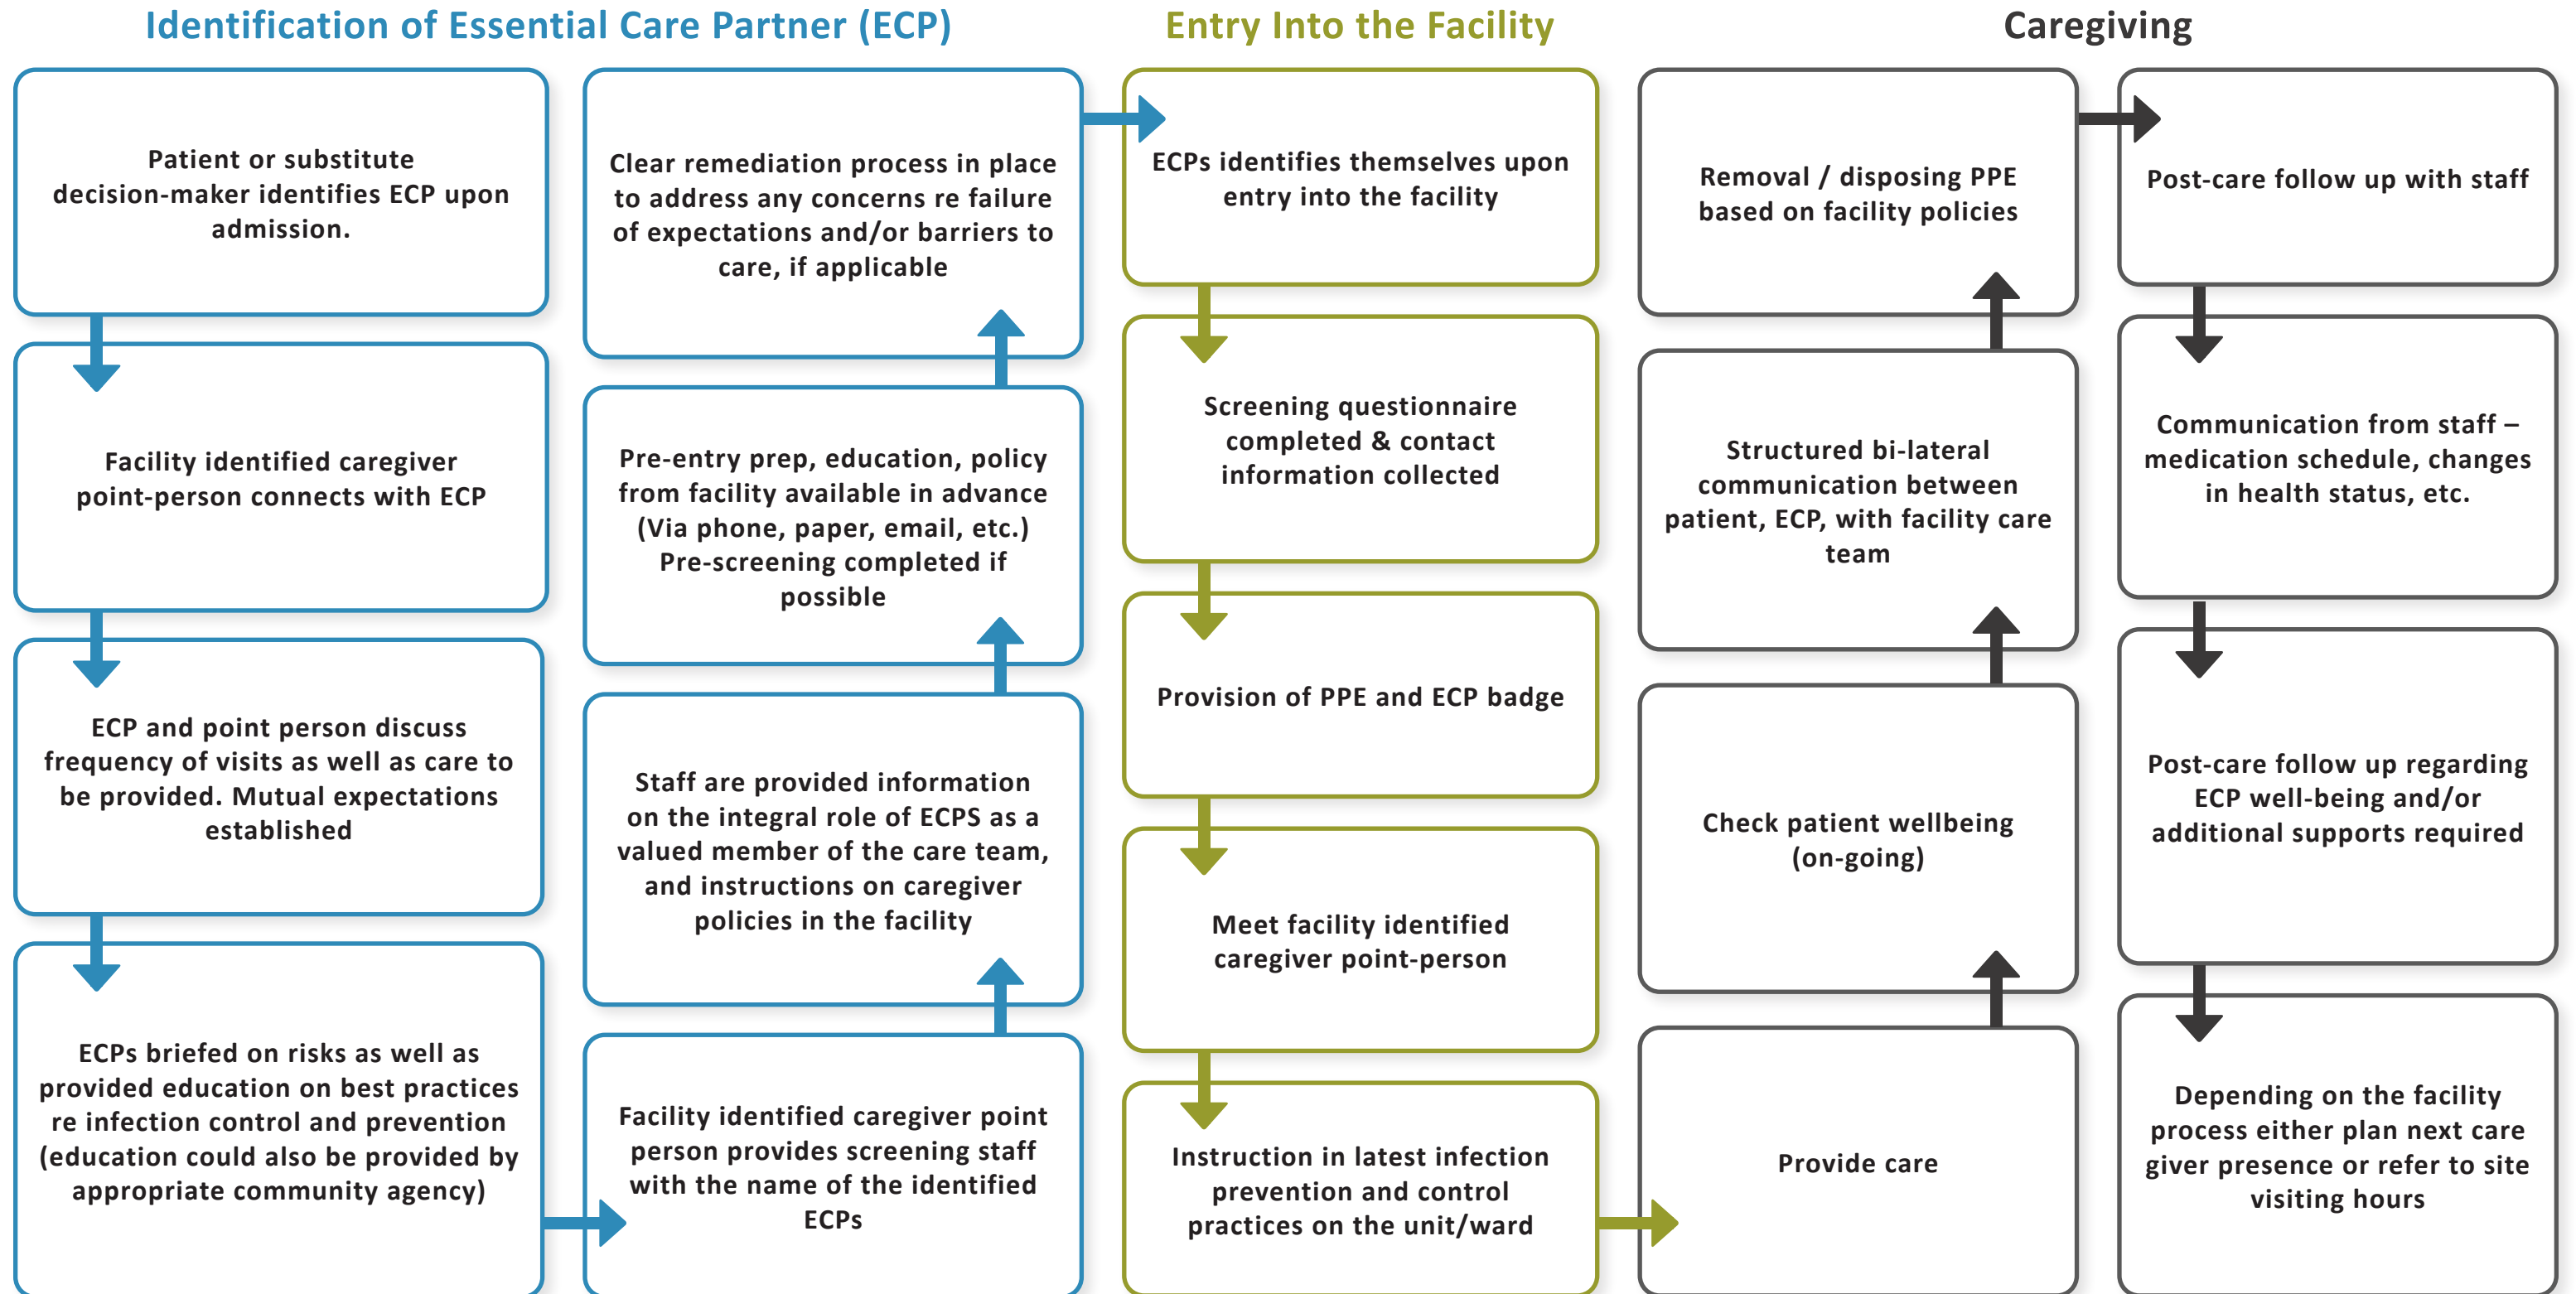 Identification of Essential Care Partner (ECP)
Patient or substitute
decision-maker identifies ECP upon
admission.
Facility identified caregiver
point-person connects with ECP
ECP and point person discuss
frequency of visits as well as care to
be provided. Mutual expectations
established
ECPs briefed on risks as well as
provided education on best practices
re infection control and prevention
(education could also be provided by
appropriate community agency)
Facility identified caregiver point
person provides screening staff
with the name of the identified
ECPs
Staff are provided information
on the integral role of ECPS as a
valued member of the care team,
and instructions on caregiver
policies in the facility
Pre-entry prep, education, policy
from facility available in advance
(Via phone, paper, email, etc.)
Pre-screening completed if
possible
Clear remediation process in place
to address any concerns re failure
of expectations and/or barriers to
care, if applicable
Entry Into the Facility
ECPs identifies themselves upon
entry into the facility
Screening questionnaire
completed & contact
information collected
Provision of PPE and ECP badge
Meet facility identified
caregiver point-person
Instruction in latest infection
prevention and control
practices on the unit/ward
Caregiving
Provide care
Check patient wellbeing
(on-going)
Structured bi-lateral
communication between
patient, ECP, with facility care
team
Removal / disposing PPE
based on facility policies
Post-care follow up with staff
Communication from staff –
medication schedule, changes
in health status, etc.
Post-care follow up regarding
ECP well-being and/or
additional supports required
Depending on the facility
process either plan next care
giver presence or refer to site
visiting hours